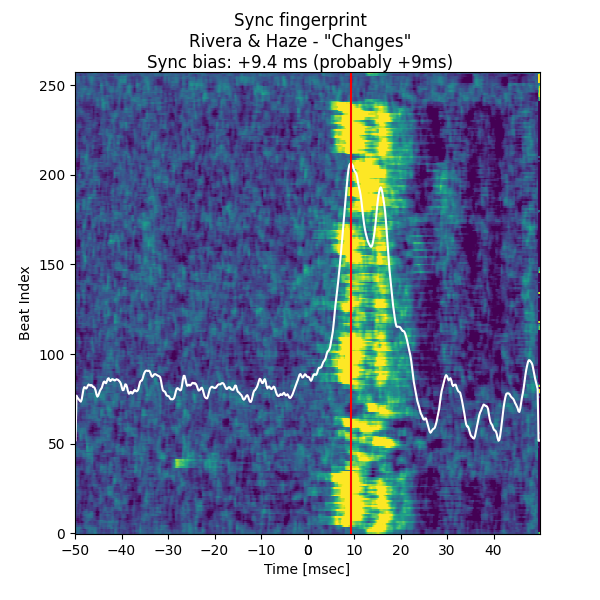 Sync fingerprint
Rivera & Haze - "Changes"
Sync bias: +9.4 ms (probably +9ms)
250
200
150
100
50
0
Beat Index
−50 −40 −30 −20 −10 0 0 10 20 30 40
Time [msec]